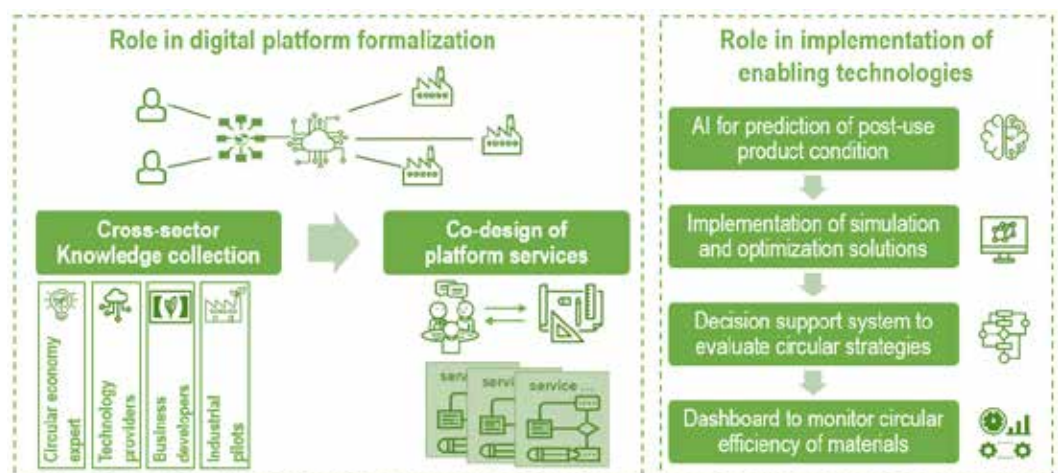 Role in digital platform formalization
Cross-sector
Knowledge collection
Co-design of
platform services
Circular economy
expert
Technology
providers
Business
developers
Industrial
pilots
service ...
Role in implementation of
enabling technologies
AI for prediction of post-use
product condition
Implementation of simulation
and optimization solutions
Decision support system to
evaluate circular strategies
Dashboard to monitor circular
efficiency of materials